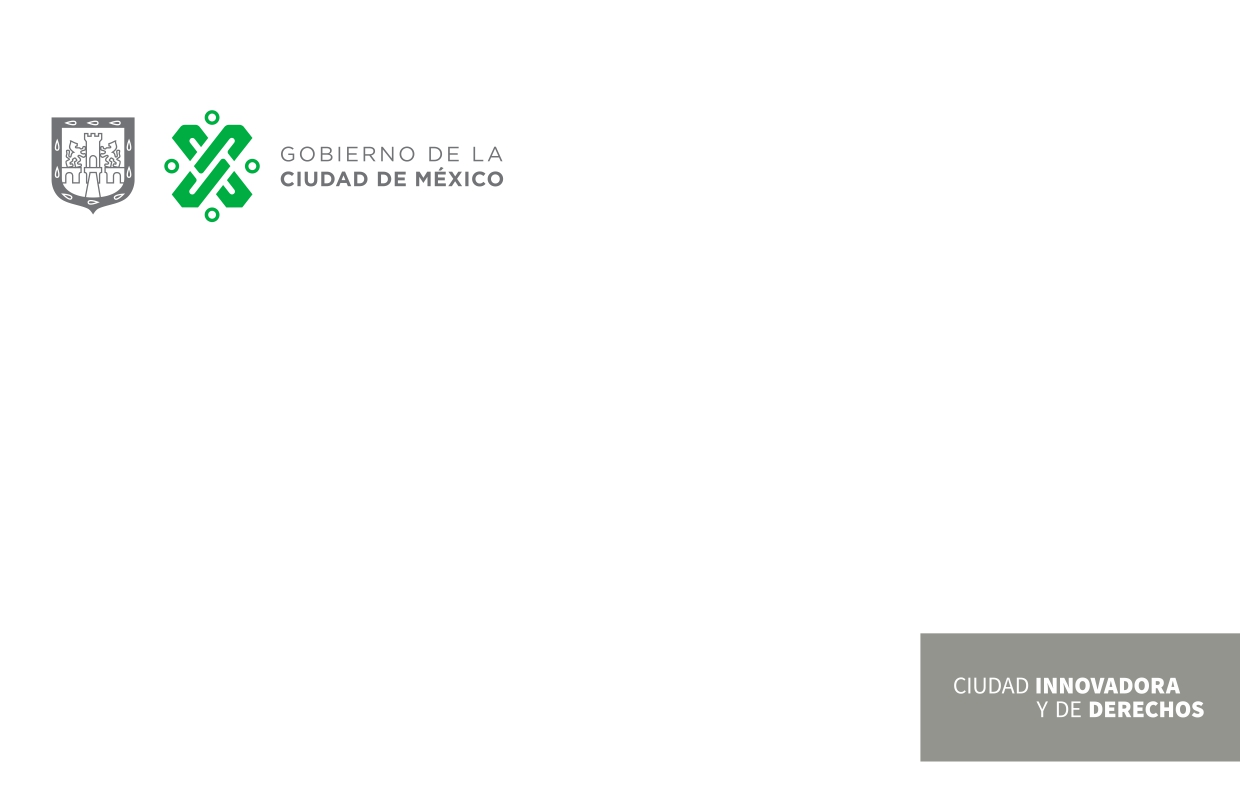 GOBIERNO DE LA
CIUDAD DE MÉXICO
CIUDAD INNOVADORA
Y DE DERECHOS